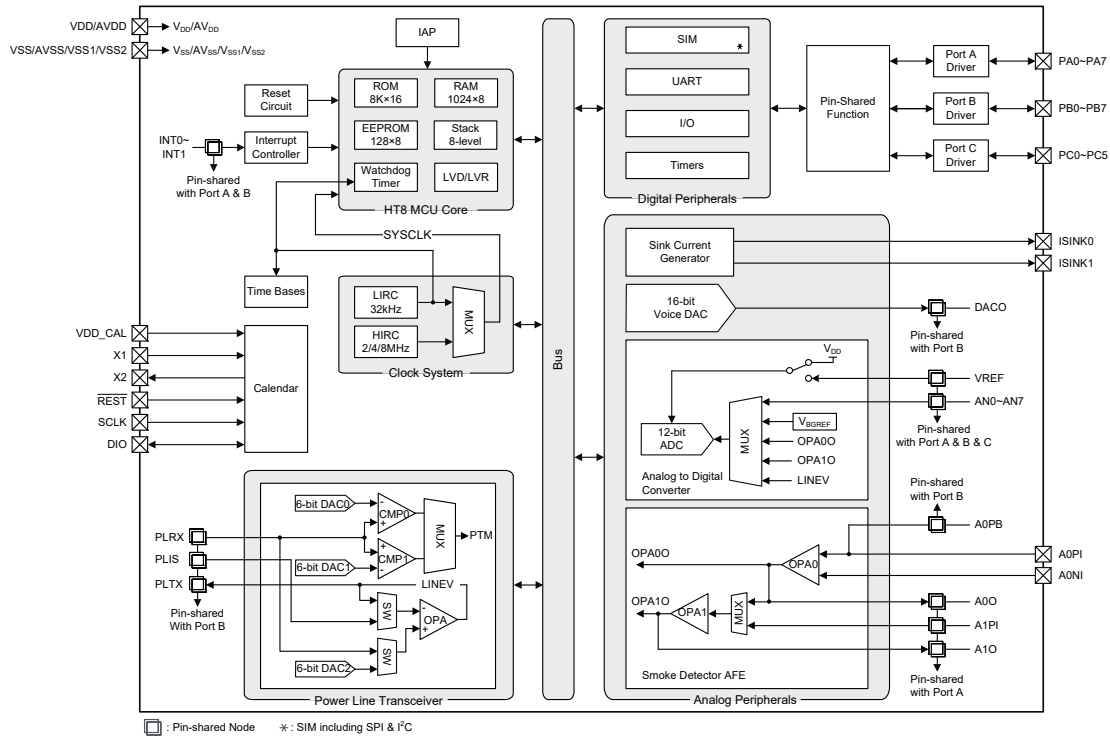 VDD/AVDD
V_DD/AV_DD
VSS/AVSS/VSS1/VSS2
V_SS/AV_SS/V_SS1/V_SS2
IAP
ROM
8K×16
RAM
1024×8
EEPROM
128×8
Stack
8-level
Watchdog
Timer
LVD/LVR
HT8 MCU Core
Reset
Circuit
INT0~
INT1
Interrupt
Controller
Pin-shared
with Port A & B
SYSCLK
Time Bases
LIRC
32kHz
HIRC
2/4/8MHz
MUX
Clock System
VDD_CAL
X1
X2
REST
SCLK
DIO
Calendar
6-bit DAC0
-
+
CMP0
+
-
CMP1
6-bit DAC1
MUX
PTM
PLRX
PLIS
PLTX
Pin-shared
With Port B
LINEV
SW
SW
-
+
OPA
6-bit DAC2
Power Line Transceiver
Bus
SIM
*
UART
I/O
Timers
Digital Peripherals
Pin-Shared
Function
Port A
Driver
Port B
Driver
Port C
Driver
PA0~PA7
PB0~PB7
PC0~PC5
Sink Current
Generator
ISINK0
ISINK1
16-bit
Voice DAC
DACO
Pin-shared
with Port B
V_DD
VREF
AN0~AN7
Pin-shared
with Port A & B & C
12-bit
ADC
MUX
V_BGREF
OPA0O
OPA1O
LINEV
Analog to Digital
Converter
Pin-shared
with Port B
A0PB
A0PI
A0NI
OPA0O
OPA0
OPA1O
OPA1
MUX
A0O
A1PI
A1O
Pin-shared
with Port A
Smoke Detector AFE
Analog Peripherals
: Pin-shared Node
* : SIM including SPI & I²C